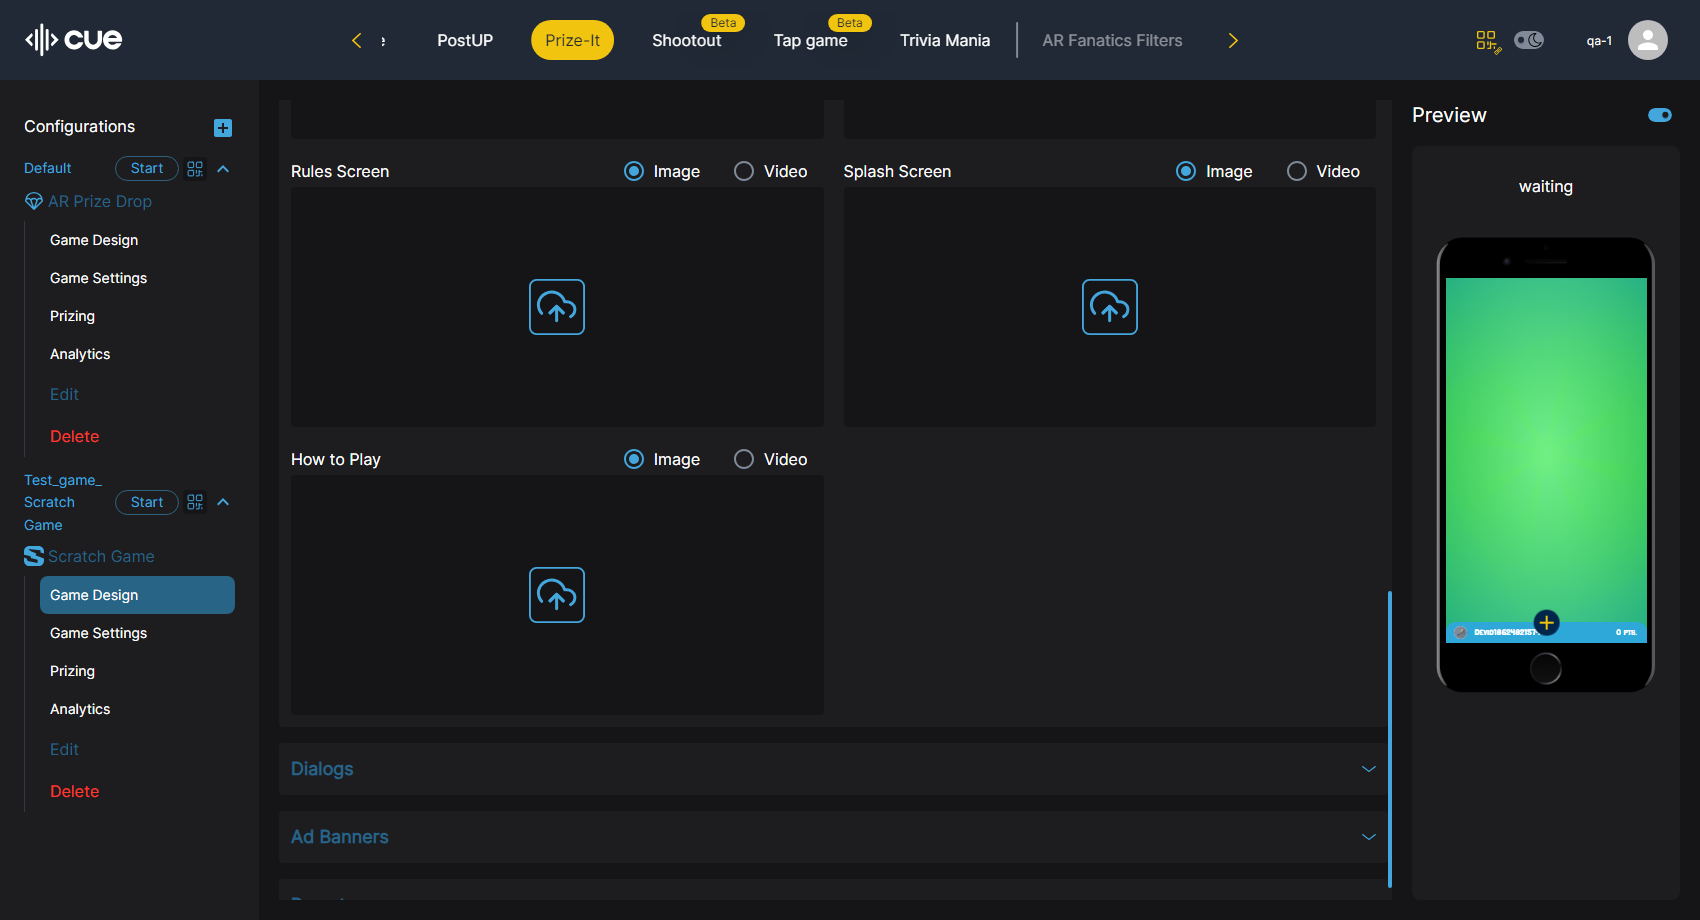 cue
PostUP
Prize-It
Beta
Shootout
Beta
Tap game
Trivia Mania
AR Fanatics Filters
qa-1
Configurations
Default
Start
AR Prize Drop
Game Design
Game Settings
Prizing
Analytics
Edit
Delete
Test_game_
Scratch
Game
Start
Scratch Game
Game Design
Game Settings
Prizing
Analytics
Edit
Delete
Rules Screen
Image
Video
Splash Screen
Image
Video
How to Play
Image
Video
Dialogs
Ad Banners
Preview
waiting
0 PTS.